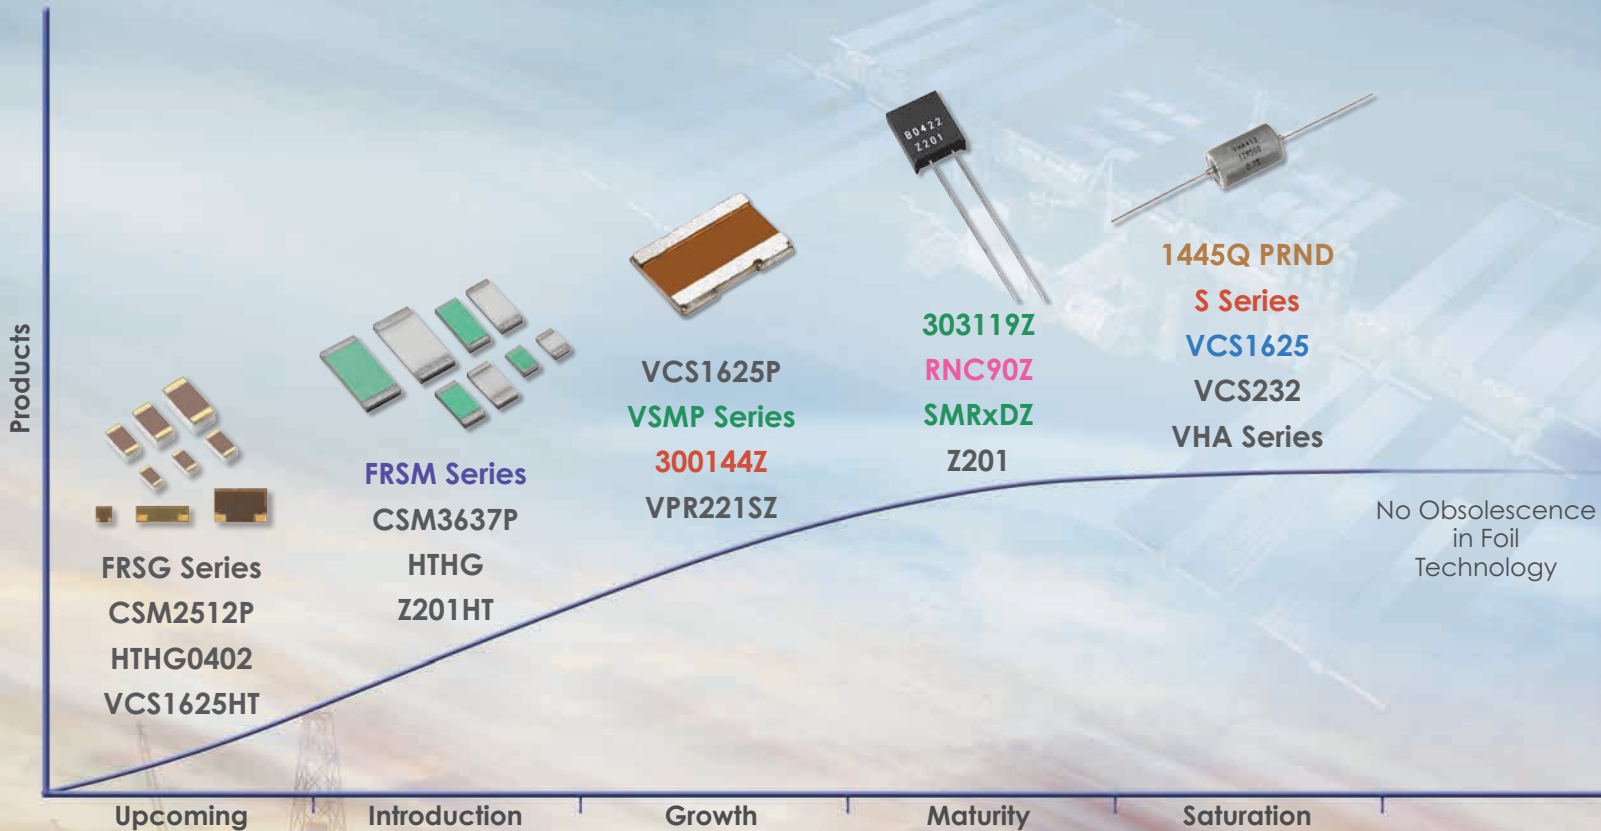 Products
FRSG Series
CSM2512P
HTHG0402
VCS1625HT
FRSM Series
CSM3637P
HTHG
Z201HT
VCS1625P
VSMP Series
300144Z
VPR221SZ
B0422
Z201
303119Z
RNC90Z
SMRxDZ
Z201
VHA412
1445Q PRND
S Series
VCS1625
VCS232
VHA Series
No Obsolescence
in Foil
Technology
Upcoming
Introduction
Growth
Maturity
Saturation